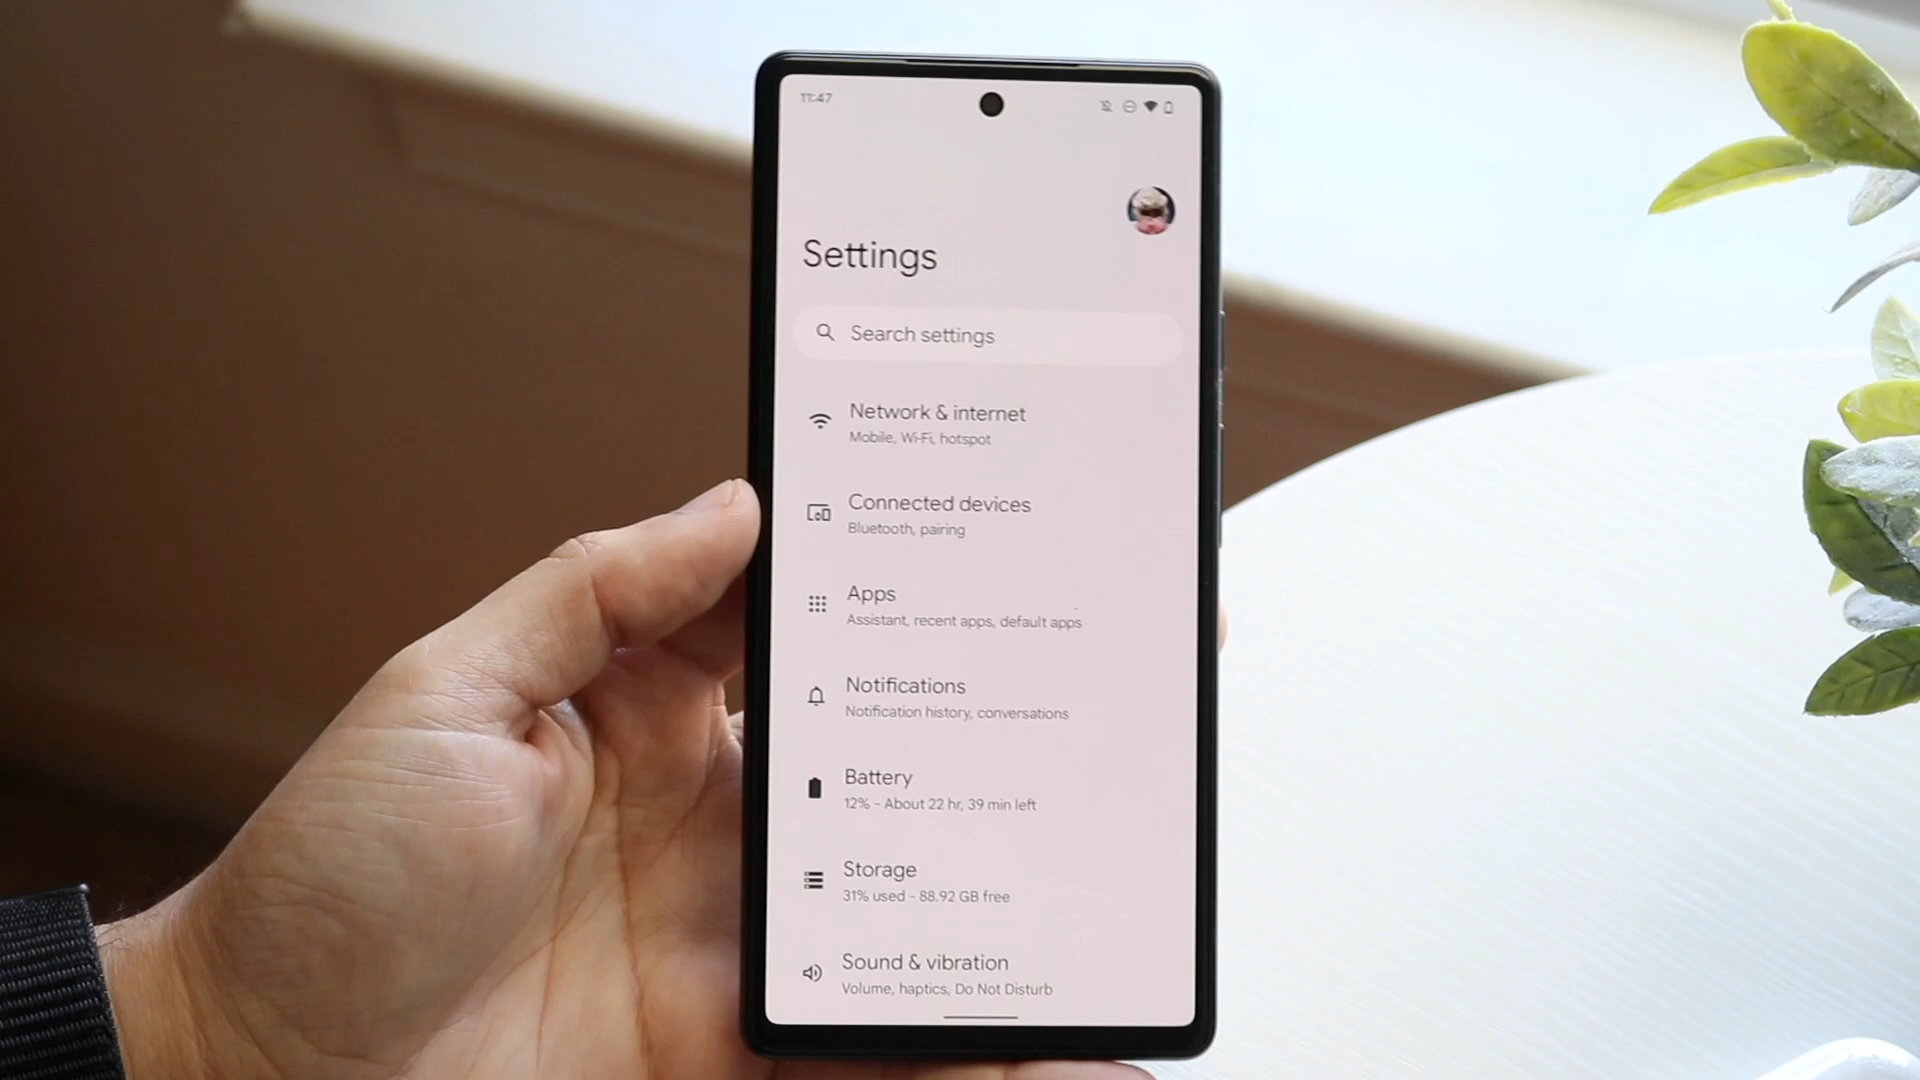 11:47
Settings
Search settings
Network & internet
Mobile, Wi-Fi, hotspot
Connected devices
Bluetooth, pairing
Apps
Assistant, recent apps, default apps
Notifications
Notification history, conversations
Battery
12% - About 22 hr, 39 min left
Storage
31% used - 88.92 GB free
Sound & vibration
Volume, haptics, Do Not Disturb